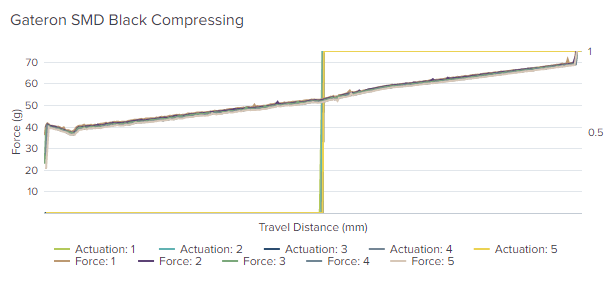 Gateron SMD Black Compressing
70
60
50
40
30
20
10
Force (g)
1
0.5
Travel Distance (mm)
Actuation: 1 Actuation: 2 Actuation: 3 Actuation: 4 Actuation: 5
Force: 1 Force: 2 Force: 3 Force: 4 Force: 5